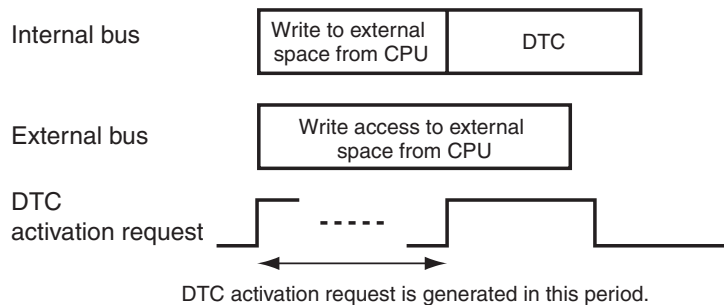 Internal bus
Write to external
space from CPU
DTC
External bus
Write access to external
space from CPU
DTC
activation request
DTC activation request is generated in this period.